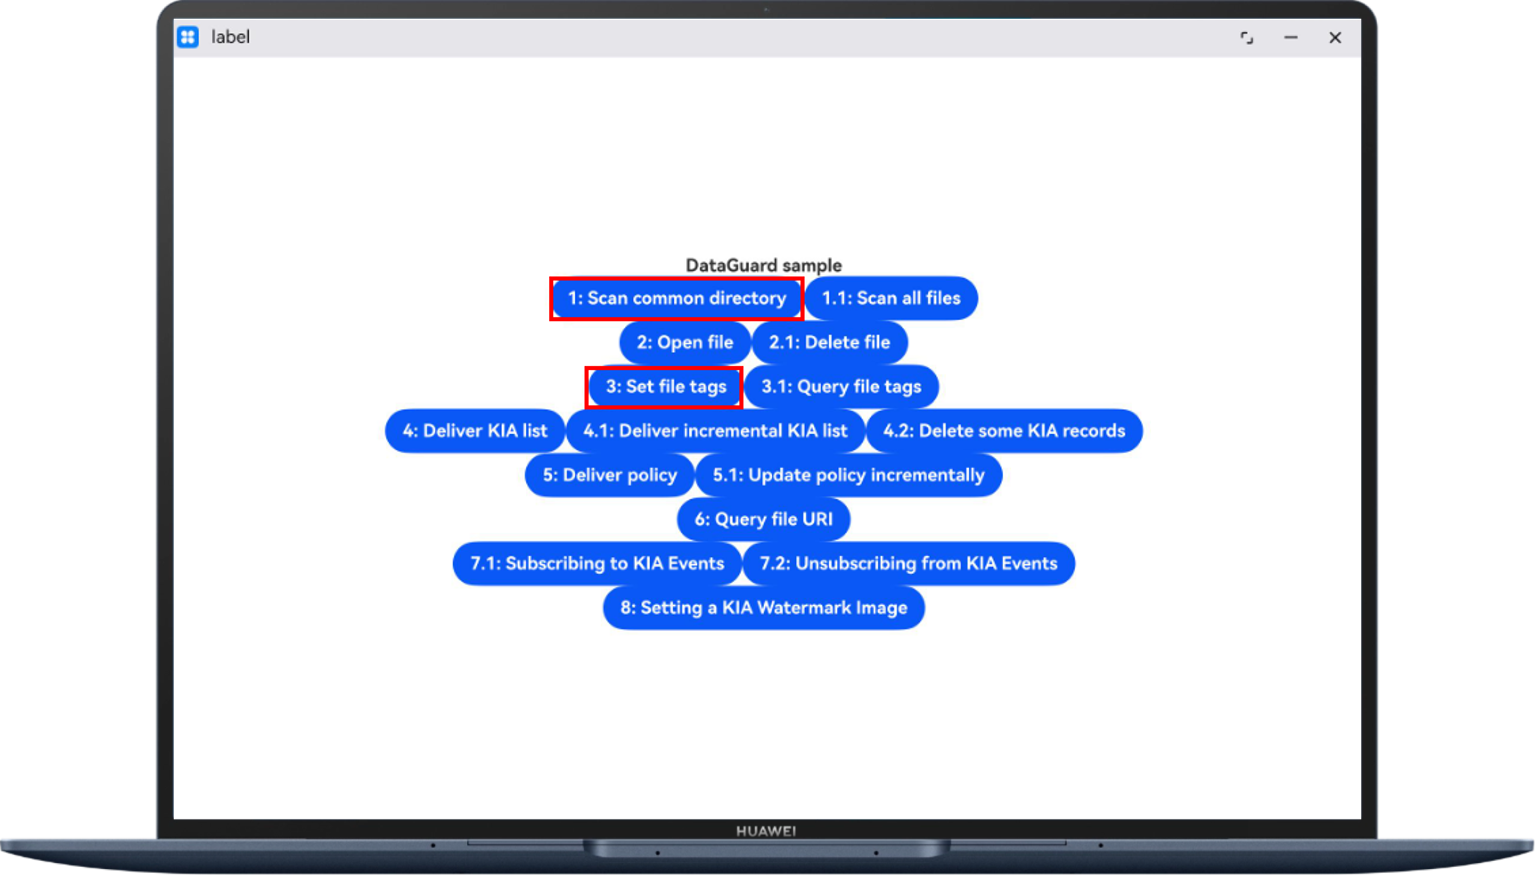 label
DataGuard sample
1: Scan common directory 1.1: Scan all files
2: Open file 2.1: Delete file
3: Set file tags 3.1: Query file tags
4: Deliver KIA list 4.1: Deliver incremental KIA list 4.2: Delete some KIA records
5: Deliver policy 5.1: Update policy incrementally
6: Query file URI
7.1: Subscribing to KIA Events 7.2: Unsubscribing from KIA Events
8: Setting a KIA Watermark Image
HUAWEI